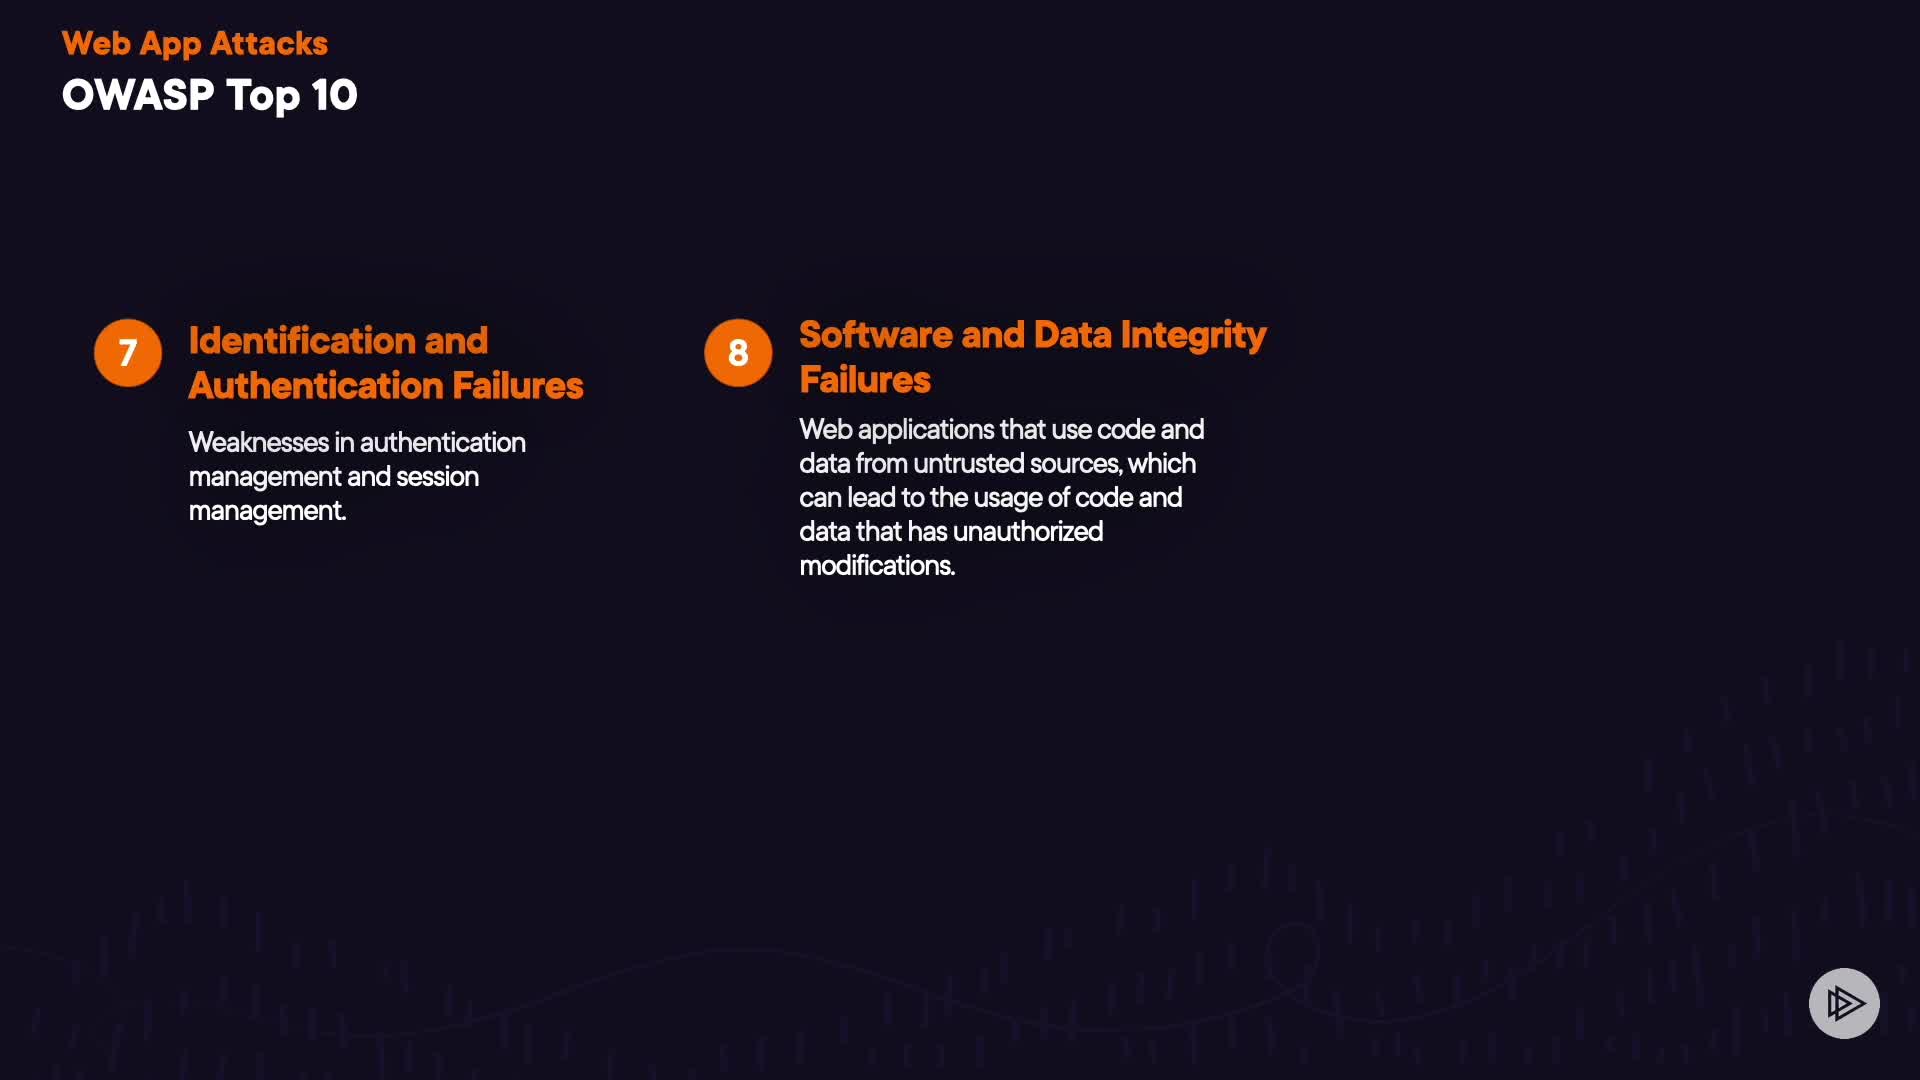 Web App Attacks
OWASP Top 10
7
Identification and
Authentication Failures
Weaknesses in authentication
management and session
management.
8
Software and Data Integrity
Failures
Web applications that use code and
data from untrusted sources, which
can lead to the usage of code and
data that has unauthorized
modifications.